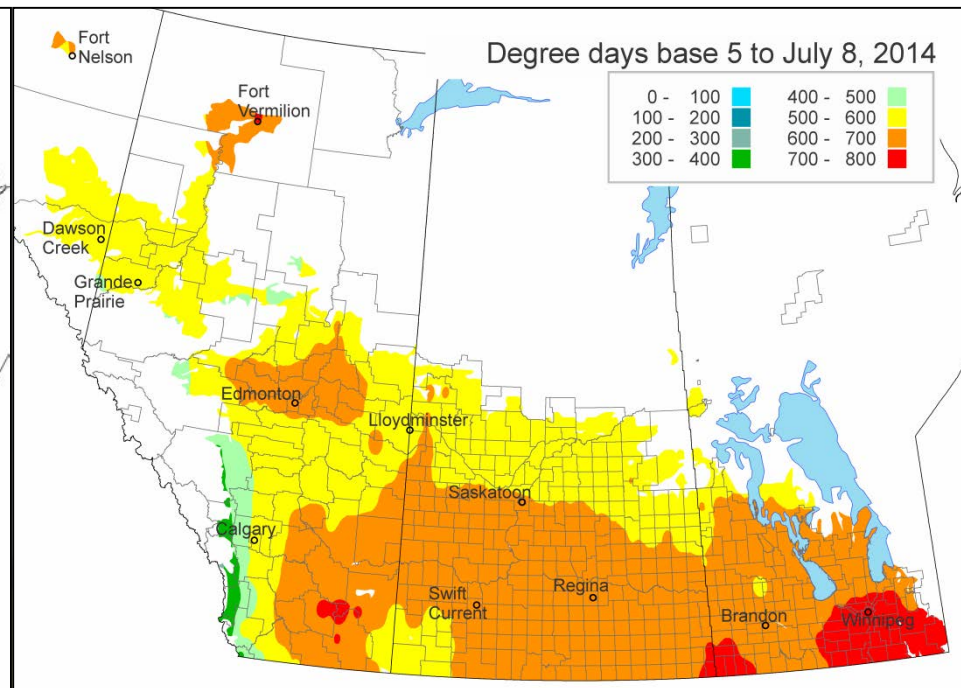 Degree days base 5 to July 8, 2014
0 - 100
100 - 200
200 - 300
300 - 400
400 - 500
500 - 600
600 - 700
700 - 800
Fort
Nelson
Fort
Vermilion
Dawson
Creek
Grande
Prairie
Edmonton
Lloydminster
Saskatoon
Calgary
Swift
Current
Regina
Brandon
Winnipeg